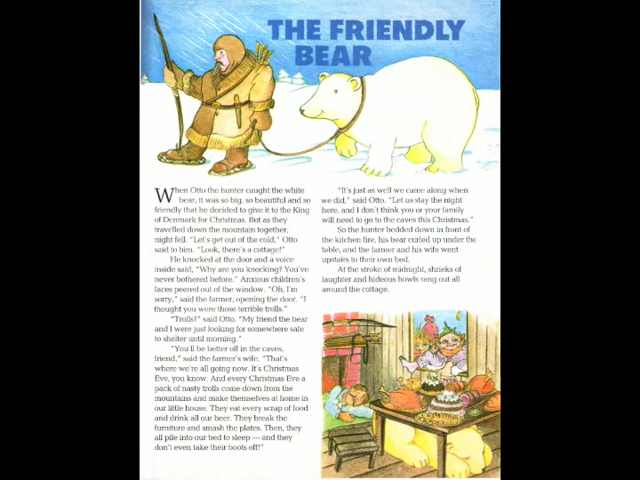 THE FRIENDLY
BEAR
When Otto the hunter caught the white
bear, it was so big, so beautiful and so
friendly that he decided to give it to the King
of Denmark for Christmas. But as they
travelled down the mountain together,
night fell. "Let's get out of the cold," Otto
said to him. "Look, there's a cottage!"
He knocked at the door and a voice
inside said, "Why are you knocking? You've
never bothered before." Anxious children's
faces peered out of the window. "Oh, I'm
sorry," said the farmer, opening the door. "I
thought you were those terrible trolls."
"Trolls?" said Otto. "My friend the bear
and I were just looking for somewhere safe
to shelter until morning."
"You'll be better off in the caves,
friend," said the farmer's wife. "That's
where we're all going now. It's Christmas
Eve, you know. And every Christmas Eve a
pack of nasty trolls come down from the
mountains and make themselves at home in
our little house. They eat every scrap of food
and drink all our beer. They break the
furniture and smash the plates. Then, they
all pile into our bed to sleep — and they
don't even take their boots off!"
"It's just as well we came along when
we did," said Otto. "Let us stay the night
here, and I don't think you or your family
will need to go to the caves this Christmas."
So the hunter bedded down in front of
the kitchen fire, his bear curled up under the
table, and the farmer and his wife went
upstairs to their own bed.
At the stroke of midnight, shrieks of
laughter and hideous howls rang out all
around the cottage.